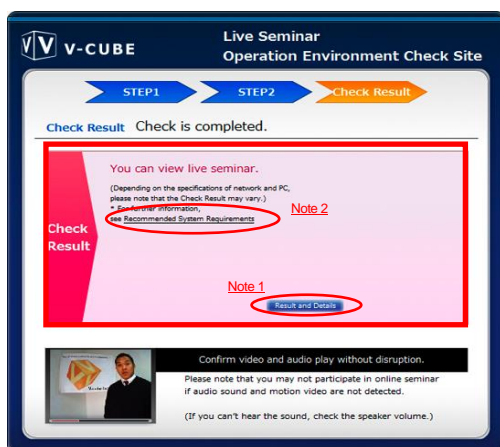 V-CUBE
Live Seminar
Operation Environment Check Site
STEP1
STEP2
Check Result
Check Result Check is completed.
Check
Result
You can view live seminar.
(Depending on the specifications of network and PC,
please note that the Check Result may vary.)
* For further information,
see Recommended System Requirements
Note 2
Note 1
Result and Details
Confirm video and audio play without disruption.
Please note that you may not participate in online seminar
if audio sound and motion video are not detected.
(If you can't hear the sound, check the speaker volume.)